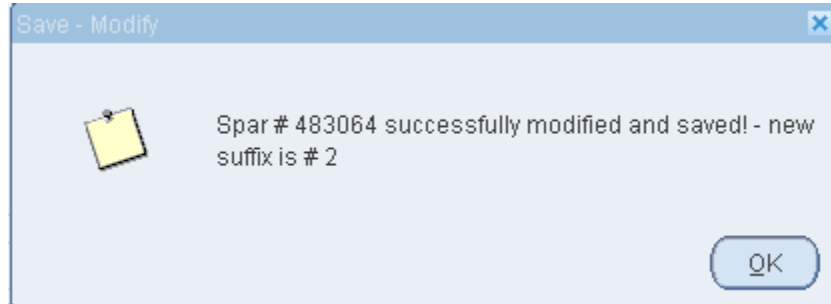 Save - Modify
Spar # 483064 successfully modified and saved! - new
suffix is # 2
OK